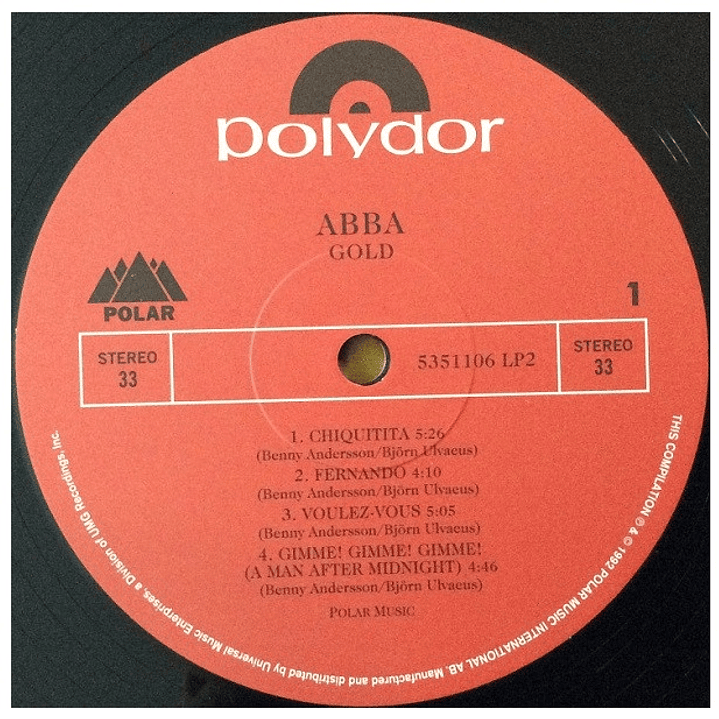 polydor
ABBA
GOLD
POLAR
1
STEREO
33
5351106 LP2
STEREO
33
1. CHIQUITITA 5:26
(Benny Andersson/Björn Ulvaeus)
2. FERNANDO 4:10
(Benny Andersson/Björn Ulvaeus)
3. VOULEZ-VOUS 5:05
(Benny Andersson/Björn Ulvaeus)
4. GIMME! GIMME! GIMME!
(A MAN AFTER MIDNIGHT) 4:46
(Benny Andersson/Björn Ulvaeus)
POLAR MUSIC
THIS COMPILATION ℗ & © 1992 POLAR MUSIC INTERNATIONAL AB. Manufactured and distributed by Universal Music Enterprises, a Division of UMG Recordings, Inc.